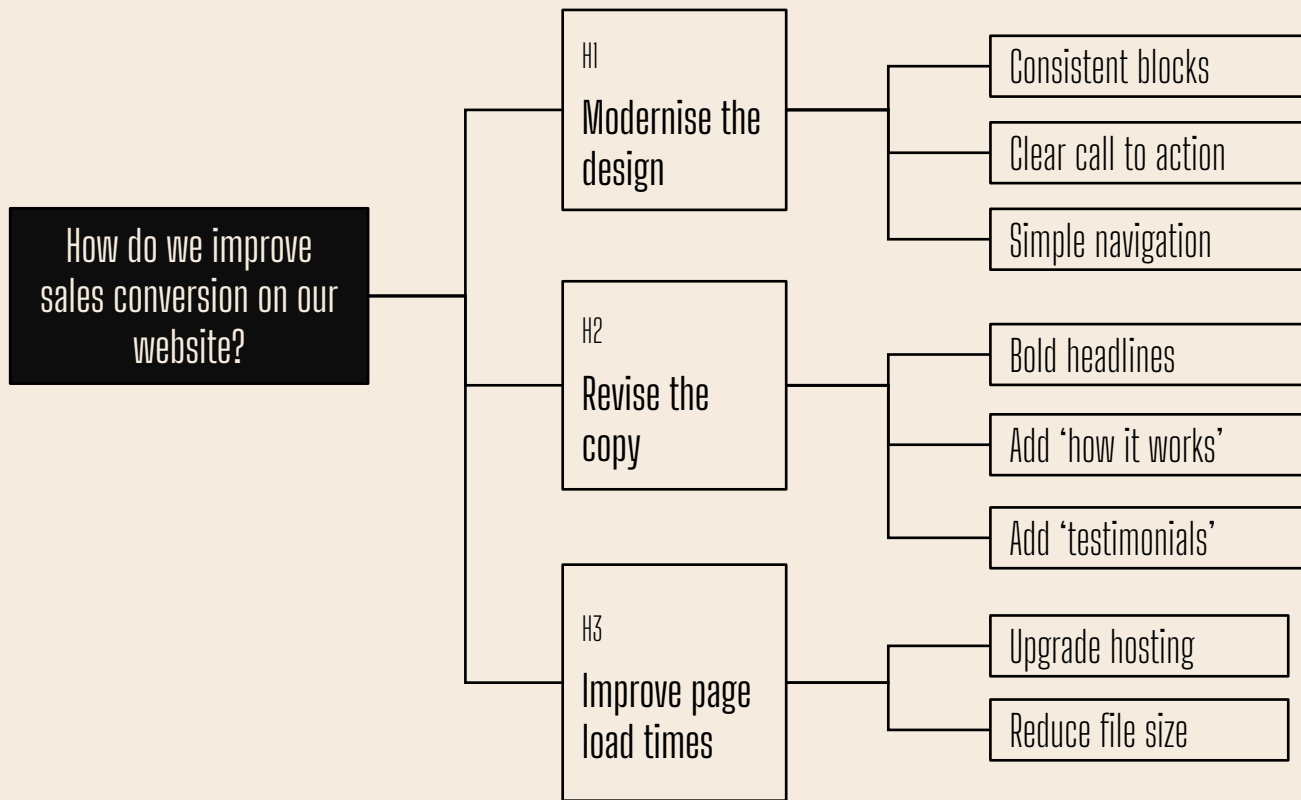 How do we improve
sales conversion on our
website?
H1
Modernise the
design
Consistent blocks
Clear call to action
Simple navigation
H2
Revise the
copy
Bold headlines
Add ‘how it works’
Add ‘testimonials’
H3
Improve page
load times
Upgrade hosting
Reduce file size